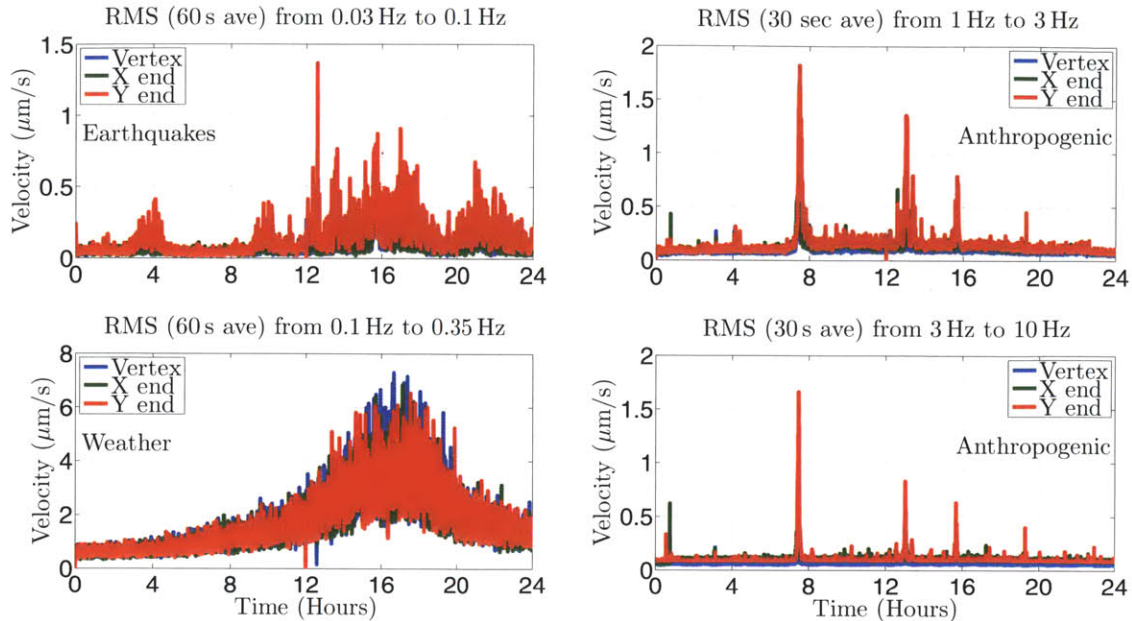 RMS (60 s ave) from 0.03 Hz to 0.1 Hz
Velocity (μm/s)
1.5
1
0.5
0
Vertex
X end
Y end
Earthquakes
0 4 8 12 16 20 24
RMS (30 sec ave) from 1 Hz to 3 Hz
Velocity (μm/s)
2
1.5
1
0.5
0
Vertex
X end
Y end
Anthropogenic
0 4 8 12 16 20 24
RMS (60 s ave) from 0.1 Hz to 0.35 Hz
Velocity (μm/s)
8
6
4
2
0
Vertex
X end
Y end
Weather
0 4 8 12 16 20 24
Time (Hours)
RMS (30 s ave) from 3 Hz to 10 Hz
Velocity (μm/s)
2
1.5
1
0.5
0
Vertex
X end
Y end
Anthropogenic
0 4 8 12 16 20 24
Time (Hours)